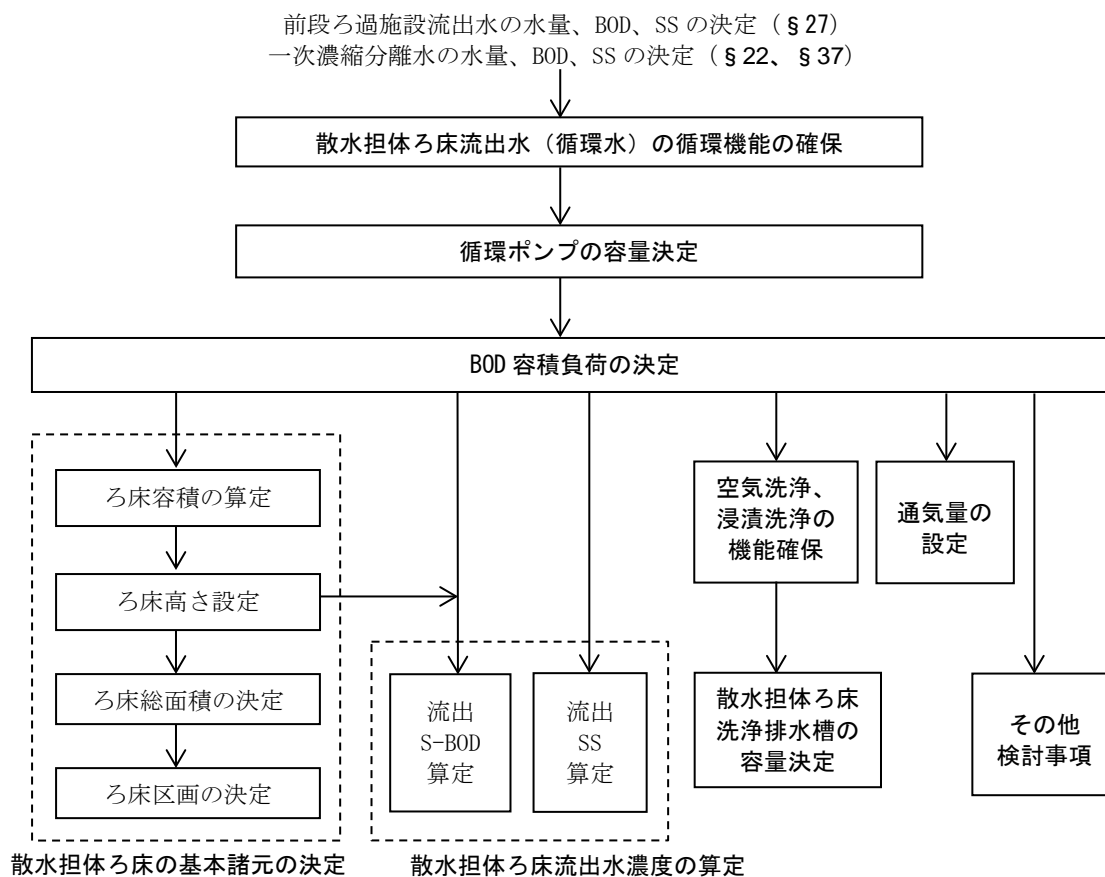 前段ろ過施設流出水の水量、BOD、SS の決定（§27）
一次濃縮分離水の水量、BOD、SS の決定（§22、§37）
散水担体ろ床流出水（循環水）の循環機能の確保
循環ポンプの容量決定
BOD 容積負荷の決定
ろ床容積の算定
ろ床高さ設定
ろ床総面積の決定
ろ床区画の決定
散水担体ろ床の基本諸元の決定
流出
S-BOD
算定
流出
SS
算定
散水担体ろ床流出水濃度の算定
空気洗浄、
浸漬洗浄の
機能確保
散水担体ろ床
洗浄排水槽の
容量決定
通気量の
設定
その他
検討事項